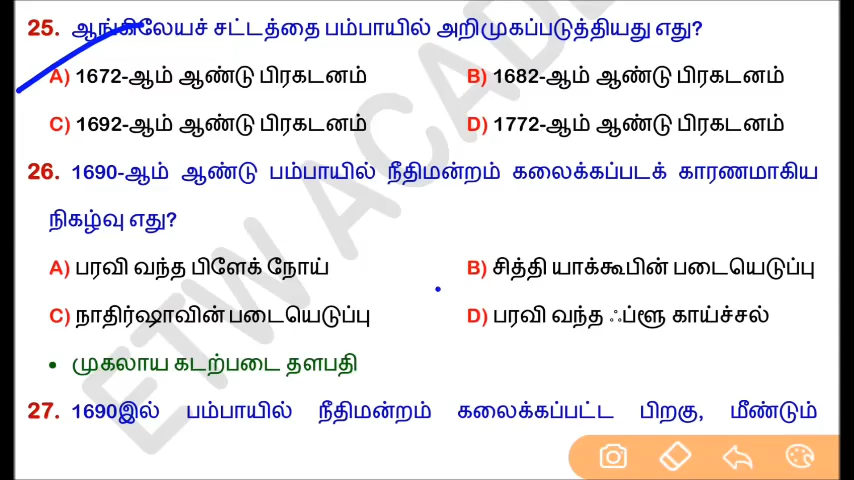 25. ஆங்கிலேயச் சட்டத்தை பம்பாயில் அறிமுகப்படுத்தியது எது?
A) 1672-ஆம் ஆண்டு பிரகடனம் B) 1682-ஆம் ஆண்டு பிரகடனம்
C) 1692-ஆம் ஆண்டு பிரகடனம் D) 1772-ஆம் ஆண்டு பிரகடனம்
26. 1690-ஆம் ஆண்டு பம்பாயில் நீதிமன்றம் கலைக்கப்படக் காரணமாகிய
நிகழ்வு எது?
A) பரவி வந்த பிளேக் நோய் B) சித்தி யாக்கூபின் படையெடுப்பு
C) நாதிர்ஷாவின் படையெடுப்பு D) பரவி வந்த ஃப்ளூ காய்ச்சல்
• முகலாய கடற்படை தளபதி
27. 1690இல் பம்பாயில் நீதிமன்றம் கலைக்கப்பட்ட பிறகு, மீண்டும்
ETW ACADE